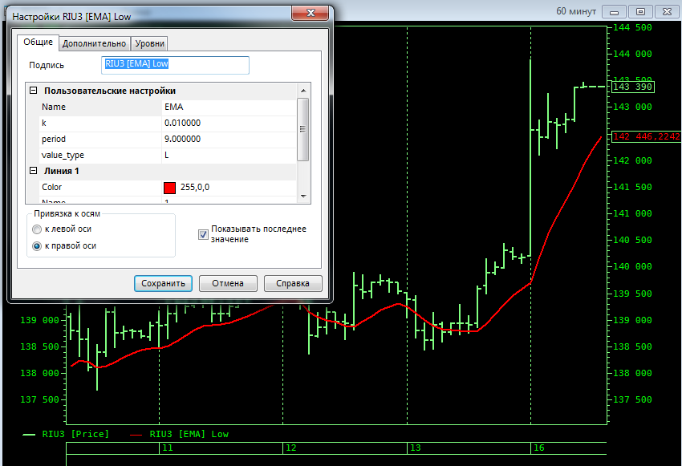 Настройки RIU3 [EMA] Low
60 минут
Общие
Дополнительно
Уровни
Подпись
RIU3 [EMA] Low
Пользовательские настройки
Name EMA
k 0.010000
period 9.000000
value_type L
Линия 1
Color 255,0,0
Привязка к осям
к левой оси
к правой оси
Показывать последнее
значение
Сохранить
Отмена
Справка
144 500
144 000
143 500
143 390
143 000
142 446.2242
142 000
141 500
141 000
140 500
140 000
139 500
139 000
138 500
138 000
137 500
139 000
138 500
138 000
137 500
RIU3 [Price]
RIU3 [EMA] Low
11
12
13
16